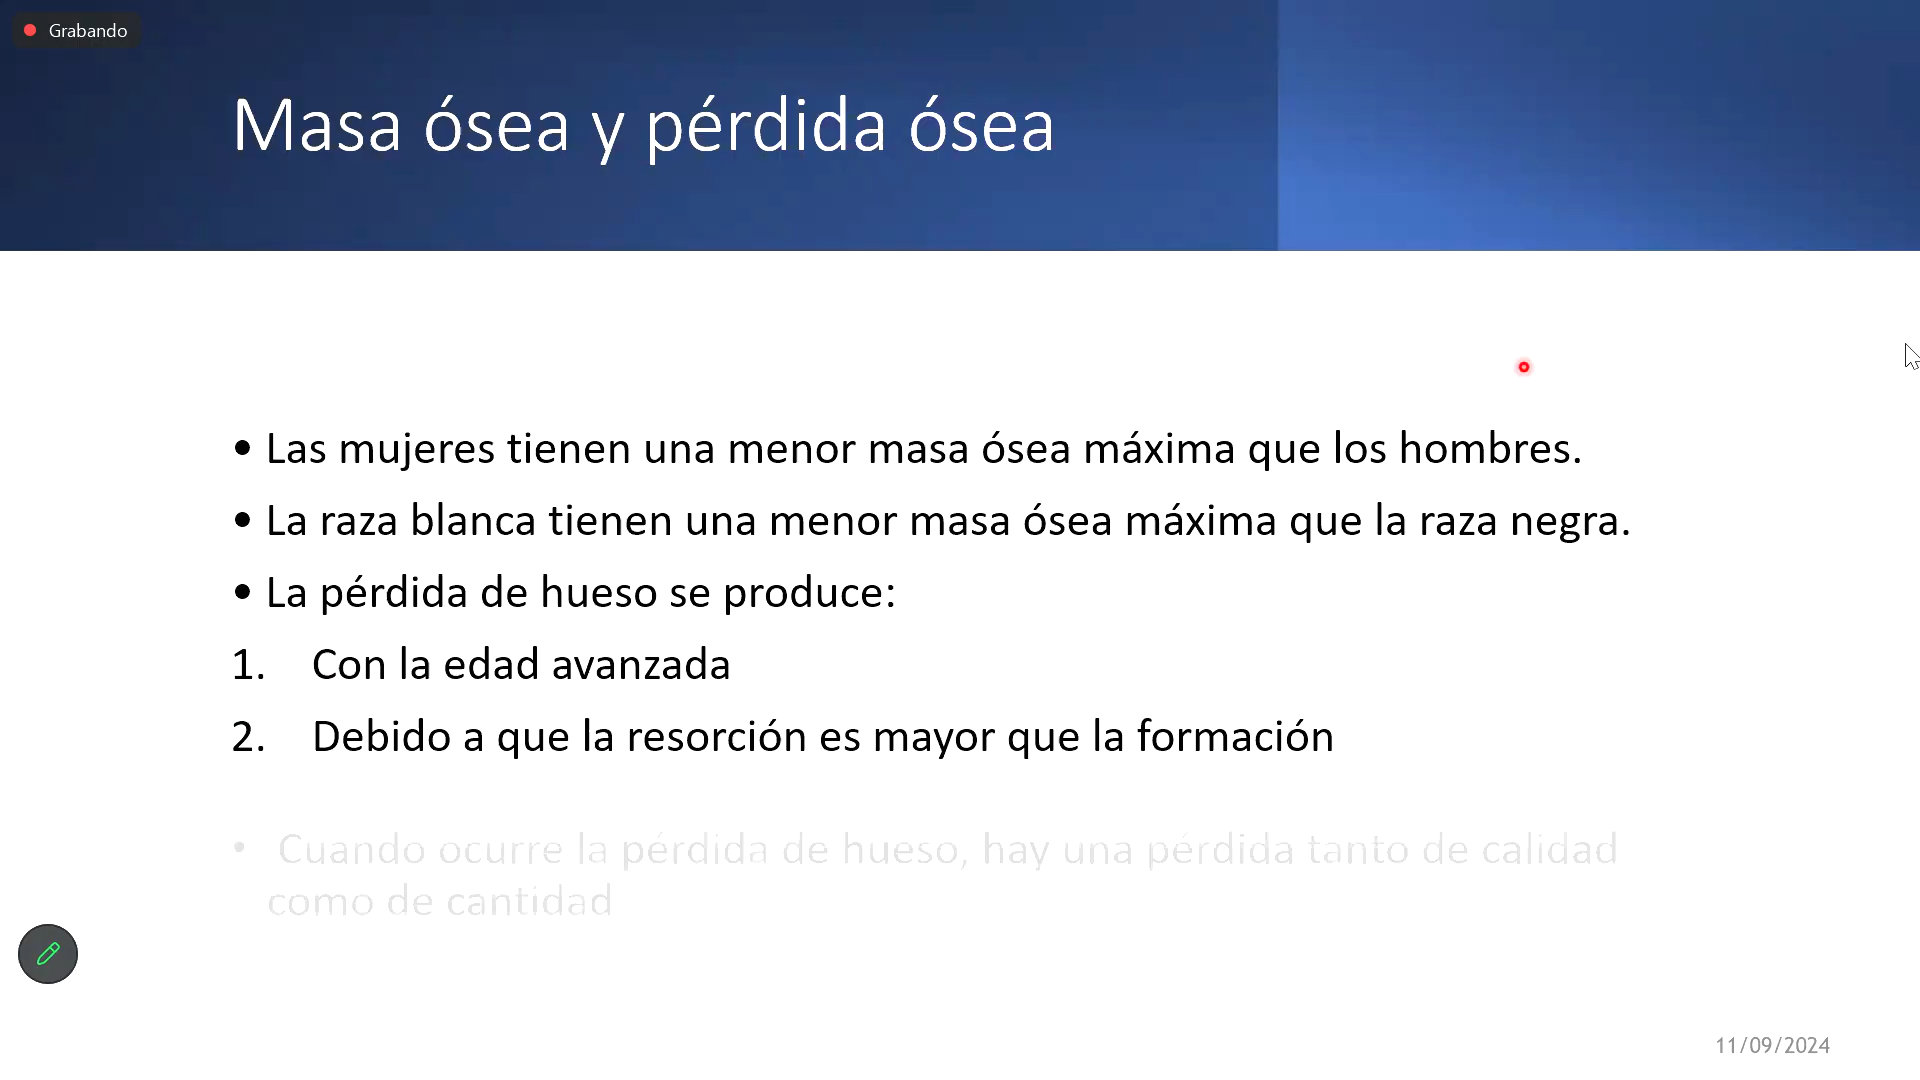 Grabando
Masa ósea y pérdida ósea
• Las mujeres tienen una menor masa ósea máxima que los hombres.
• La raza blanca tienen una menor masa ósea máxima que la raza negra.
• La pérdida de hueso se produce:
1. Con la edad avanzada
2. Debido a que la resorción es mayor que la formación
• Cuando ocurre la pérdida de hueso, hay una pérdida tanto de calidad
como de cantidad
11/09/2024